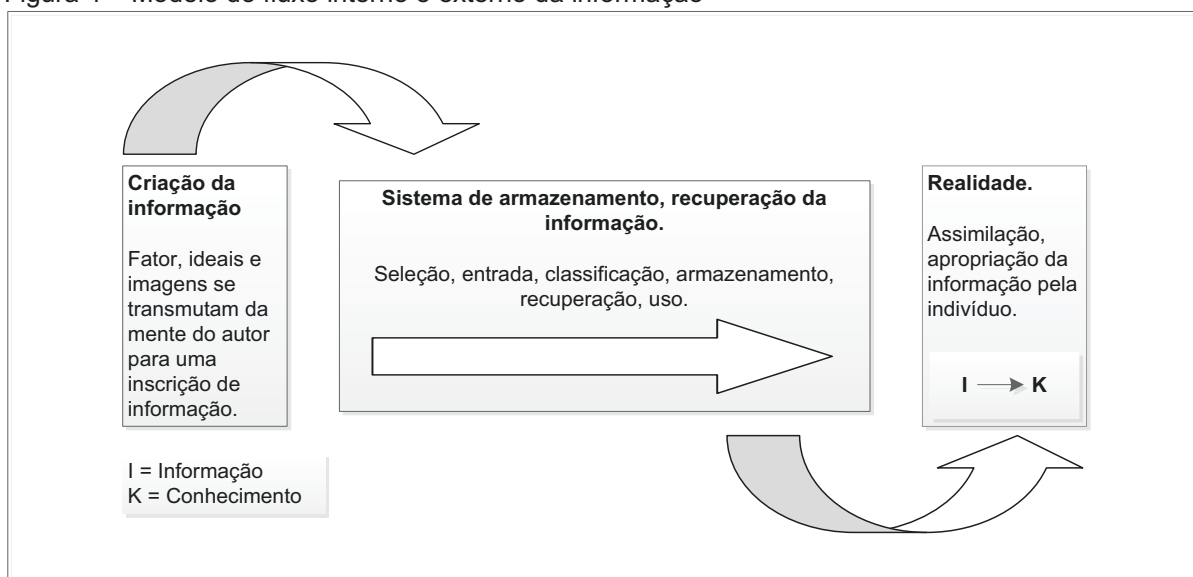 Criação da
informação
Fator, ideais e
imagens se
transmutam da
mente do autor
para uma
inscrição de
informação.
Sistema de armazenamento, recuperação da
informação.
Seleção, entrada, classificação, armazenamento,
recuperação, uso.
Realidade.
Assimilação,
apropriação da
informação pela
indivíduo.
I K
I = Informação
K = Conhecimento